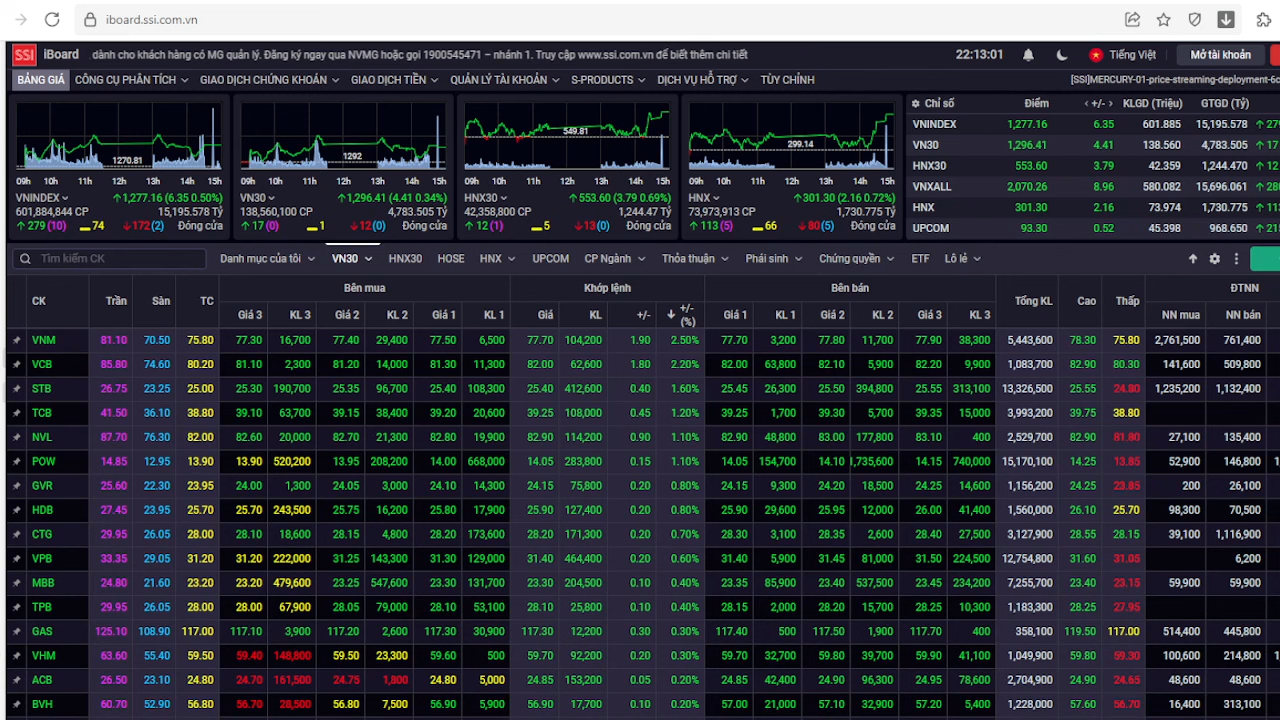 iboard.ssi.com.vn
SSI iBoard dành cho khách hàng có MG quản lý. Đăng ký ngay qua NVMG hoặc gọi 1900545471 – nhánh 1. Truy cập www.ssi.com.vn để biết thêm chi tiết 22:13:01 Tiếng Việt Mở tài khoản
BẢNG GIÁ CÔNG CỤ PHÂN TÍCH GIAO DỊCH CHỨNG KHOÁN GIAO DỊCH TIỀN QUẢN LÝ TÀI KHOẢN S-PRODUCTS DỊCH VỤ HỖ TRỢ TÙY CHỈNH [SSI]MERCURY-01-price-streaming-deployment-6c
1270.81
09h 10h 11h 12h 13h 14h 15h
VNINDEX 1,277.16 (6.35 0.50%)
601,884,844 CP 15,195.578 Tỷ
279 (10) 74 172(2) Đóng cửa
1292
09h 10h 11h 12h 13h 14h 15h
VN30 1,296.41 (4.41 0.34%)
138,560,100 CP 4,783.505 Tỷ
17 (0) 1 12(0) Đóng cửa
549.81
09h 10h 11h 12h 13h 14h 15h
HNX30 553.60 (3.79 0.69%)
42,358,800 CP 1,244.47 Tỷ
12 (1) 5 13(0) Đóng cửa
299.14
09h 10h 11h 12h 13h 14h 15h
HNX 301.30 (2.16 0.72%)
73,973,913 CP 1,730.775 Tỷ
113 (5) 66 80(5) Đóng cửa
Chỉ số Điểm +/- KLGD (Triệu) GTGD (Tỷ)
VNINDEX 1,277.16 6.35 601.885 15,195.578 279
VN30 1,296.41 4.41 138.560 4,783.505 17
HNX30 553.60 3.79 42.359 1,244.470 12
VNXALL 2,070.26 8.96 580.082 15,696.061
HNX 301.30 2.16 73.974 1,730.775 113
UPCOM 93.30 0.52 45.398 968.650
Tìm kiếm CK Danh mục của tôi VN30 HNX30 HOSE HNX UPCOM CP Ngành Thỏa thuận Phái sinh Chứng quyền ETF Lô lẻ
CK Trần Sàn TC Bên mua Khớp lệnh Bên bán Tổng KL Cao Thấp ĐTNN
Giá 3 KL 3 Giá 2 KL 2 Giá 1 KL 1 Giá KL +/- +/- (%) Giá 1 KL 1 Giá 2 KL 2 Giá 3 KL 3 NN mua NN bán
VNM 81.10 70.50 75.80 77.30 16,700 77.40 29,400 77.50 6,500 77.70 104,200 1.90 2.50% 77.70 3,200 77.80 11,700 77.90 38,300 5,443,600 78.30 75.80 2,761,500 761,400
VCB 85.80 74.60 80.20 81.10 2,300 81.20 14,000 81.30 11,300 82.00 62,600 1.80 2.20% 82.00 63,800 82.10 5,900 82.20 9,900 1,083,700 82.90 80.30 141,600 509,800
STB 26.75 23.25 25.00 25.30 190,700 25.35 96,700 25.40 108,300 25.40 412,600 0.40 1.60% 25.45 26,300 25.50 394,800 25.55 313,100 13,326,500 25.55 24.80 1,235,200 1,132,400
TCB 41.50 36.10 38.80 39.10 63,700 39.15 38,400 39.20 20,600 39.25 108,000 0.45 1.20% 39.25 1,700 39.30 5,700 39.35 15,000 3,993,200 39.75 38.80
NVL 87.70 76.30 82.00 82.60 20,000 82.70 21,300 82.80 19,900 82.90 114,200 0.90 1.10% 82.90 48,800 83.00 177,800 83.10 400 2,529,700 82.90 81.80 27,100 135,400
POW 14.85 12.95 13.90 13.90 520,200 13.95 208,200 14.00 668,000 14.05 283,800 0.15 1.10% 14.05 154,700 14.10 1,735,600 14.15 740,000 15,170,100 14.25 13.85 52,900 146,800
GVR 25.60 22.30 23.95 24.00 1,300 24.05 3,000 24.10 14,300 24.15 75,800 0.20 0.80% 24.15 9,300 24.20 18,500 24.25 14,600 1,156,200 24.25 23.85 200 26,100
HDB 27.45 23.95 25.70 25.70 243,500 25.75 16,200 25.80 17,900 25.90 127,400 0.20 0.80% 25.90 29,600 25.95 12,000 26.00 41,400 1,560,000 26.10 25.70 98,300 70,500
CTG 29.95 26.05 28.00 28.10 18,600 28.15 4,800 28.20 173,600 28.20 171,300 0.20 0.70% 28.30 3,100 28.35 2,600 28.40 27,500 3,127,900 28.55 28.15 39,100 1,116,900
VPB 33.35 29.05 31.20 31.20 222,000 31.25 143,300 31.30 129,000 31.40 464,400 0.20 0.60% 31.40 5,900 31.45 81,000 31.50 224,500 12,754,800 31.60 31.05 6,200
MBB 24.80 21.60 23.20 23.20 479,600 23.25 547,600 23.30 131,700 23.30 204,500 0.10 0.40% 23.35 85,900 23.40 537,500 23.45 234,200 7,255,700 23.40 23.15 59,900 59,900
TPB 29.95 26.05 28.00 28.00 67,900 28.05 79,000 28.10 53,100 28.10 25,800 0.10 0.40% 28.15 2,000 28.20 15,700 28.25 10,300 1,183,300 28.25 27.95
GAS 125.10 108.90 117.00 117.10 3,900 117.20 2,600 117.30 30,900 117.30 12,200 0.30 0.30% 117.40 500 117.50 1,900 117.70 400 358,100 119.50 117.00 514,400 445,800
VHM 63.60 55.40 59.50 59.40 148,800 59.50 23,300 59.60 500 59.70 92,200 0.20 0.30% 59.70 32,700 59.80 39,700 59.90 41,100 1,049,900 59.80 59.30 100,600 214,800
ACB 26.50 23.10 24.80 24.70 161,500 24.75 1,800 24.80 5,000 24.85 153,200 0.05 0.20% 24.85 42,400 24.90 96,300 24.95 78,600 2,704,900 24.90 24.65 48,600 48,600
BVH 60.70 52.90 56.80 56.70 28,500 56.80 7,500 56.90 5,900 56.90 17,700 0.10 0.20% 57.00 21,000 57.10 32,900 57.20 5,400 1,228,000 57.60 56.70 16,400 313,100